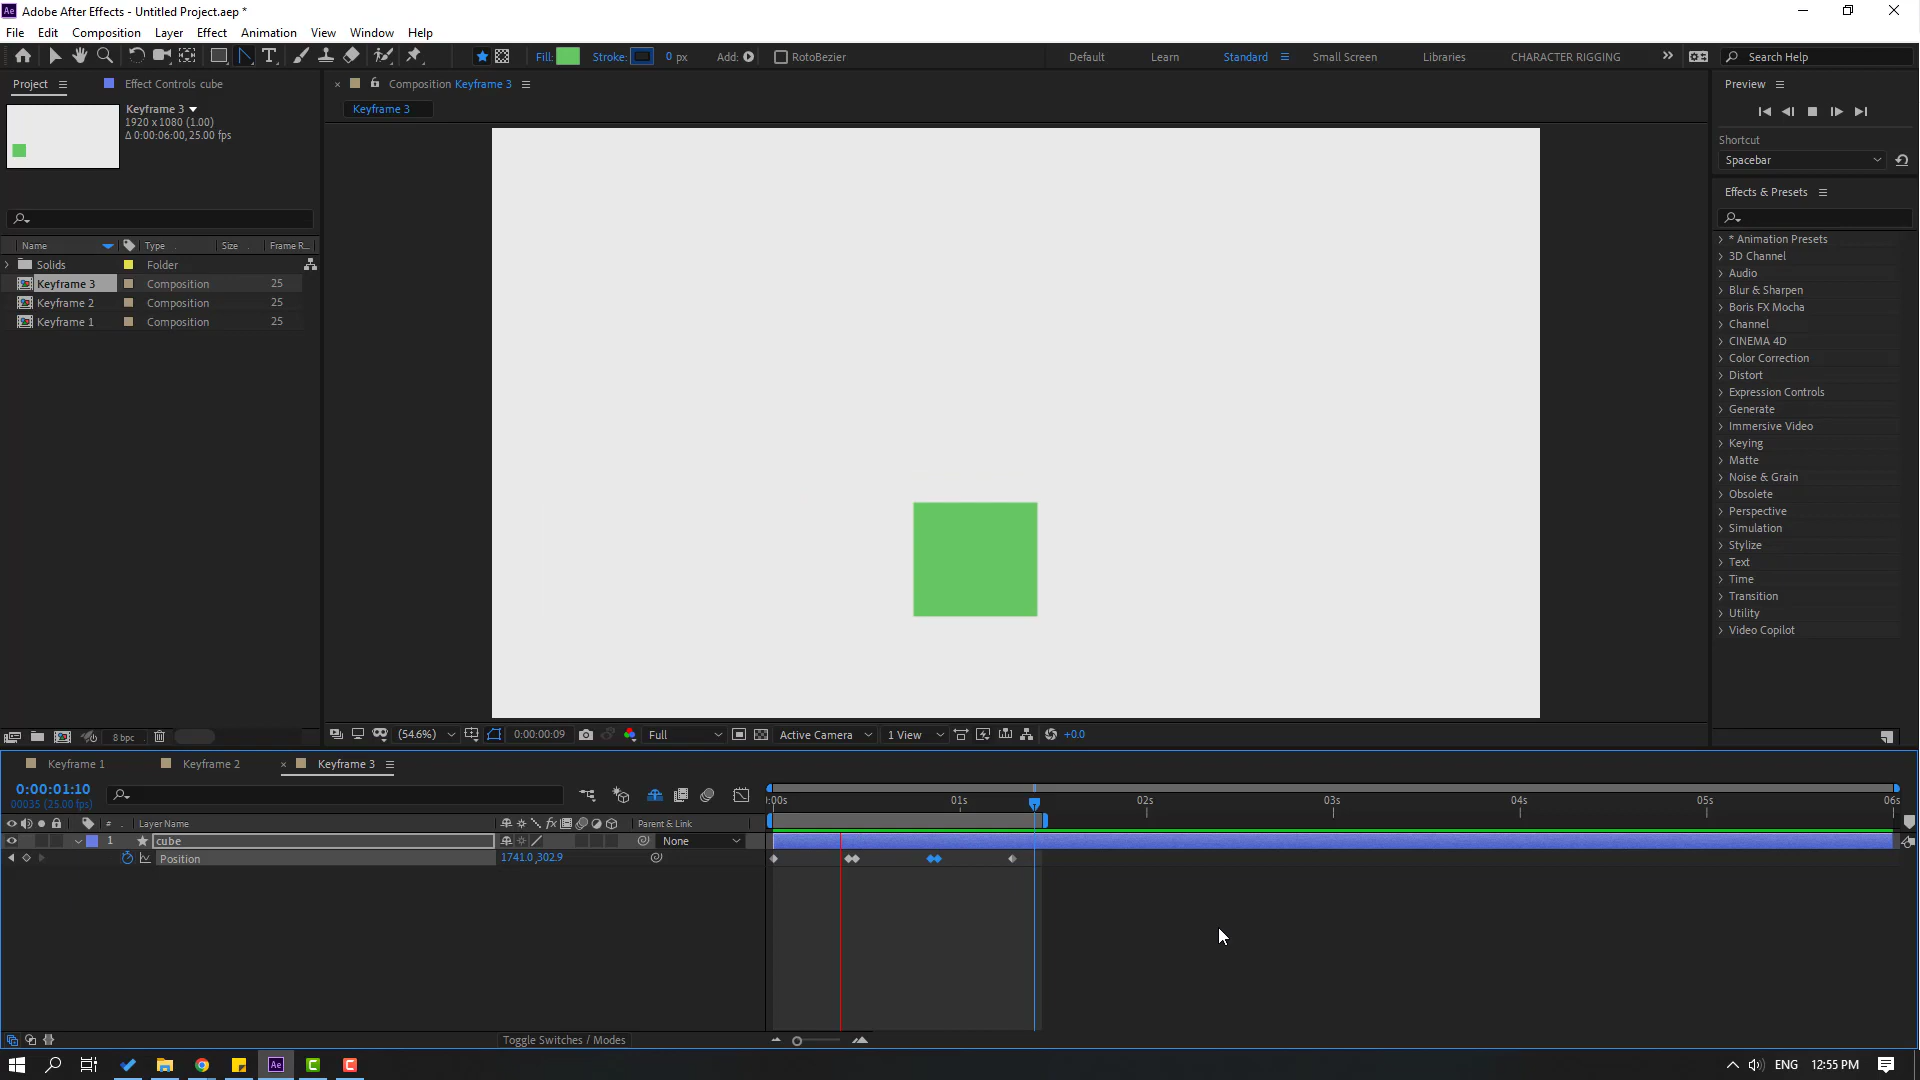 Ae Adobe After Effects - Untitled Project.aep *
File Edit Composition Layer Effect Animation View Window Help
Fill: Stroke: 0 px Add: RotoBezier Default Learn Standard Small Screen Libraries CHARACTER RIGGING Search Help
Project Effect Controls cube
Keyframe 3
1920 x 1080 (1.00)
Δ 0:00:06:00, 25.00 fps
Name Type Size Frame R...
Solids Folder
Keyframe 3 Composition 25
Keyframe 2 Composition 25
Keyframe 1 Composition 25
8 bpc
Composition Keyframe 3
Keyframe 3
(54.6%) 0:00:00:09 Full Active Camera 1 View +0.0
Preview
Shortcut
Spacebar
Effects & Presets
* Animation Presets
3D Channel
Audio
Blur & Sharpen
Boris FX Mocha
Channel
CINEMA 4D
Color Correction
Distort
Expression Controls
Generate
Immersive Video
Keying
Matte
Noise & Grain
Obsolete
Perspective
Simulation
Stylize
Text
Time
Transition
Utility
Video Copilot
Keyframe 1 Keyframe 2 Keyframe 3
0:00:01:10
00035 (25.00 fps)
:00s 01s 02s 03s 04s 05s 06s
# Layer Name fx Parent & Link
1 cube None
Position 1741.0,302.9
Toggle Switches / Modes
Ae C C ENG 12:55 PM